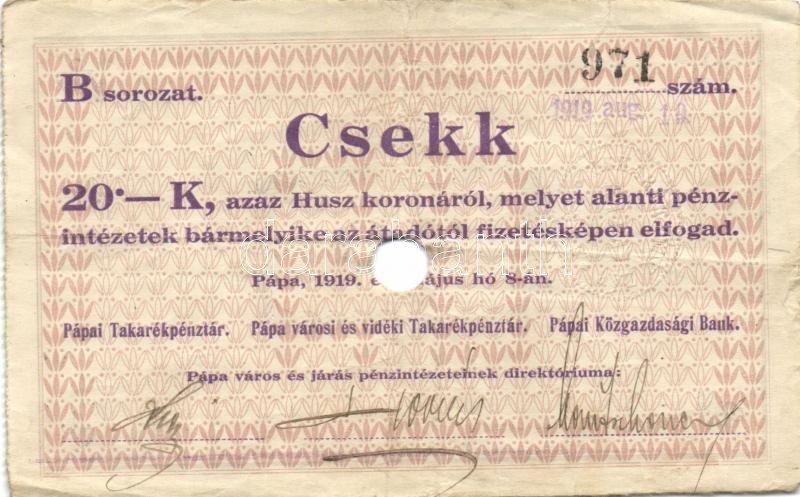 971
B sorozat. szám.
1919 aug
Csekk
20·— K, azaz Husz koronáról, melyet alanti pénz-
intézetek bármelyike az átadótól fizetésképen elfogad.
Pápa, 1919. május hó 8-án.
Pápai Takarékpénztár. Pápa városi és vidéki Takarékpénztár. Pápai Közgazdasági Bank.
Pápa város és járás pénzintézeteinek direktóriuma: